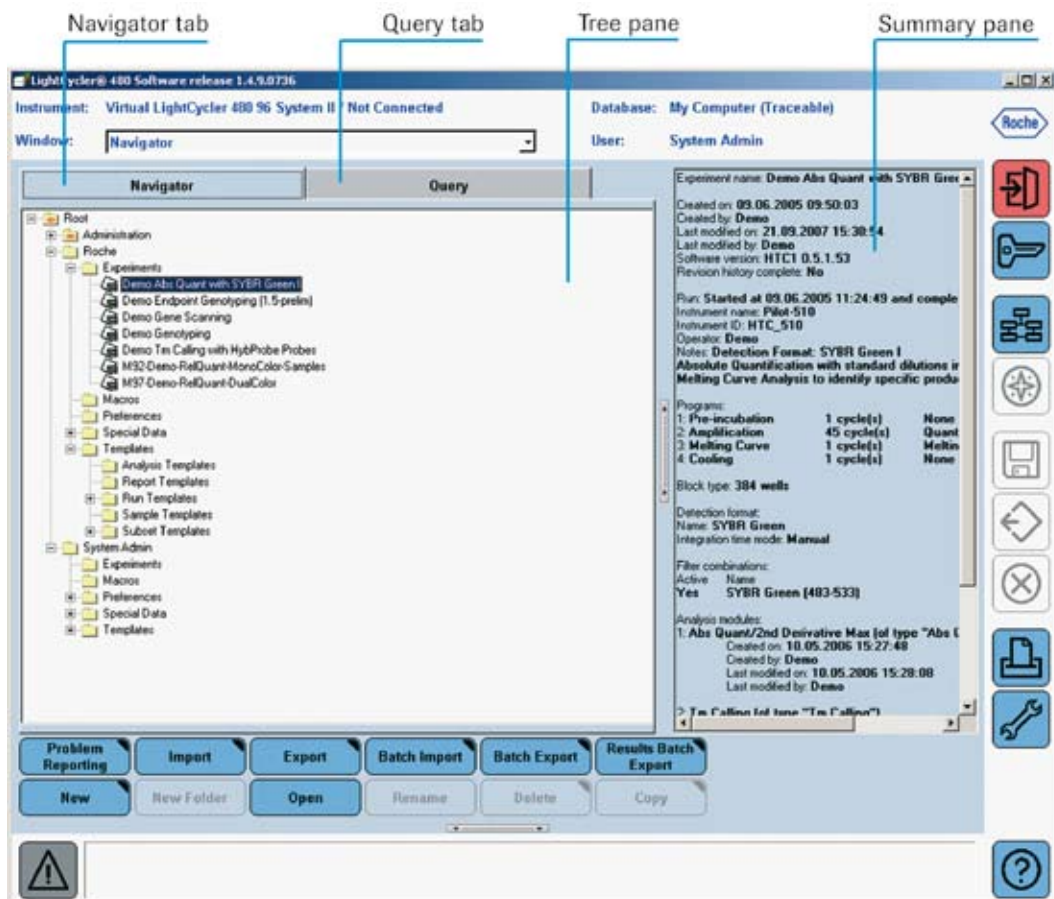 Navigator tab
Query tab
Tree pane
Summary pane
LightCycler® 480 Software release 1.4.9.0736
Instrument: Virtual LightCycler 480 96 System II / Not Connected
Database: My Computer (Traceable)
Window: Navigator
User: System Admin
Roche
Navigator
Query
Root
Administration
Roche
Experiments
Demo Abs Quant with SYBR Green I
Demo Endpoint Genotyping (1.5-prelim)
Demo Gene Scanning
Demo Genotyping
Demo Tm Calling with HybProbe Probes
M92-Demo-RelQuant-MonoColor-Samples
M97-Demo-RelQuant-DualColor
Macros
Preferences
Special Data
Templates
Analysis Templates
Report Templates
Run Templates
Sample Templates
Subset Templates
System Admin
Experiments
Macros
Preferences
Special Data
Templates
Experiment name: Demo Abs Quant with SYBR Gree
Created on: 09.06.2005 09:50:03
Created by: Demo
Last modified on: 21.09.2007 15:30:54
Last modified by: Demo
Software version: HTC1 0.5.1.53
Revision history complete: No
Run: Started at 09.06.2005 11:24:49 and comple
Instrument name: Pilot-510
Instrument ID: HTC_510
Operator: Demo
Notes: Detection Format: SYBR Green I
Absolute Quantification with standard dilutions in
Melting Curve Analysis to identify specific produ
Programs:
1: Pre-incubation 1 cycle(s) None
2: Amplification 45 cycle(s) Quant
3: Melting Curve 1 cycle(s) Meltin
4: Cooling 1 cycle(s) None
Block type: 384 wells
Detection format:
Name: SYBR Green
Integration time mode: Manual
Filter combinations:
Active Name
Yes SYBR Green (483-533)
Analysis modules:
1: Abs Quant/2nd Derivative Max (of type "Abs
Created on: 10.05.2006 15:27:48
Created by: Demo
Last modified on: 10.05.2006 15:28:08
Last modified by: Demo
2: Tm Calling (of type "Tm Calling")
Problem Reporting
Import
Export
Batch Import
Batch Export
Results Batch Export
New
New Folder
Open
Rename
Delete
Copy